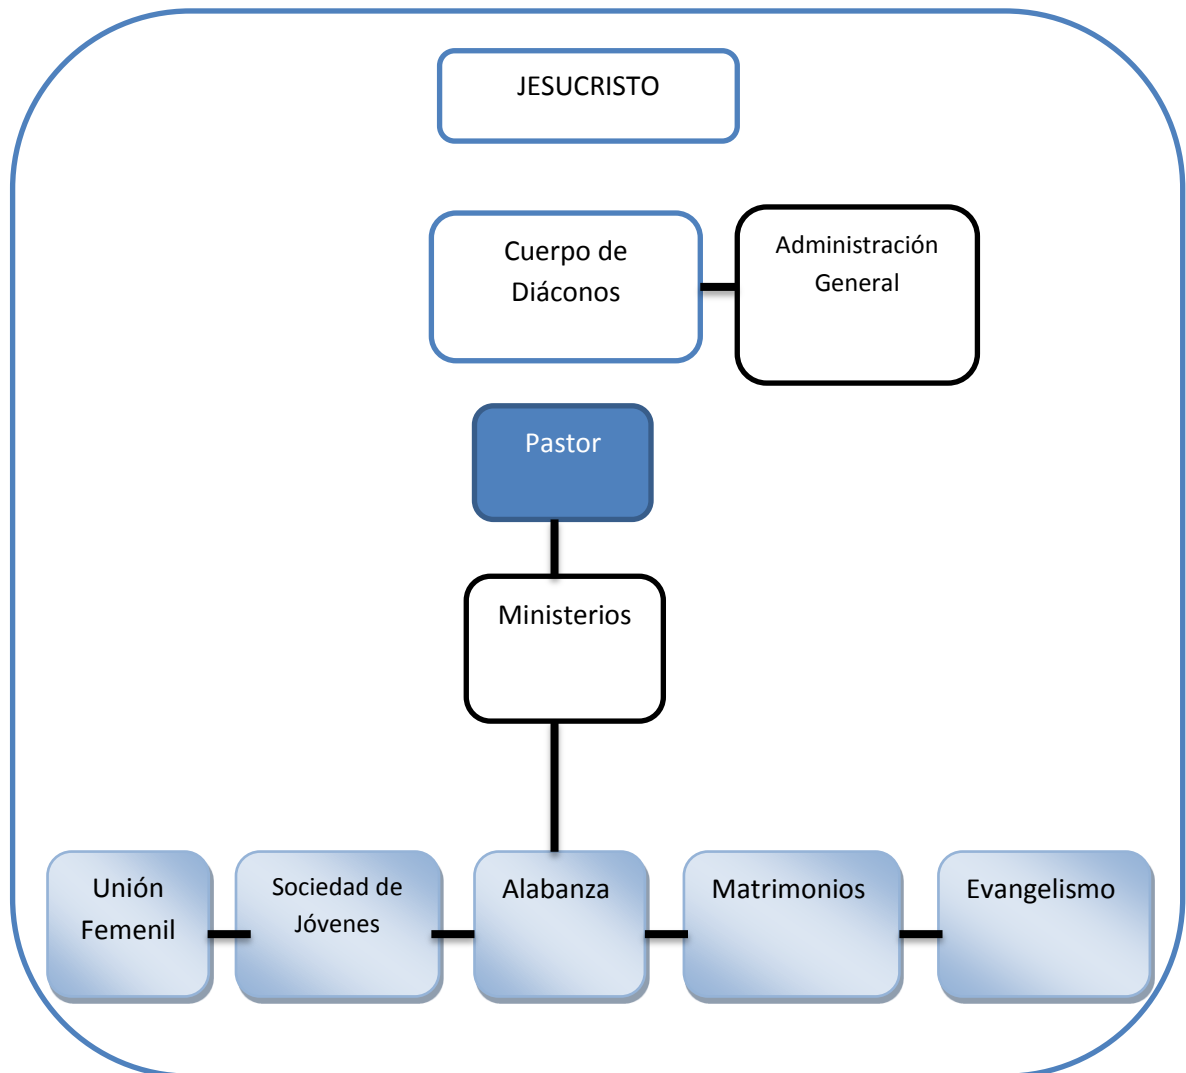 JESUCRISTO
Cuerpo de
Diáconos
Administración
General
Pastor
Ministerios
Unión
Femenil
Sociedad de
Jóvenes
Alabanza
Matrimonios
Evangelismo